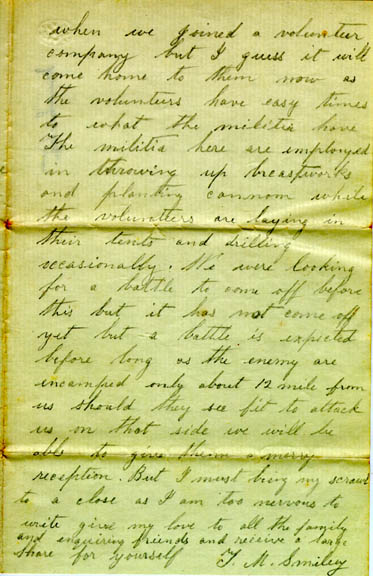 when we joined a volunteer
company but I guess it will
come home to them now as
the volunteers have easy times
to what the militia have
The militia here are imployed
in throwing up breastworks
and planting cannom while
the volunatters are laying in
their tents and drilling
occasionally. We were looking
for a battle to come off before
this but it has not come off
yet but a battle is expected
before long as the enemy are
incamped only about 12 mile from
us should they see fit to attack
us on that side we will be
able to give them a merry
reception. But I must bring my scrawl
to a close as I am too nervous to
write give my love to all the family
and enquiring friends and receive a large
share for yourself T. M. Smiley